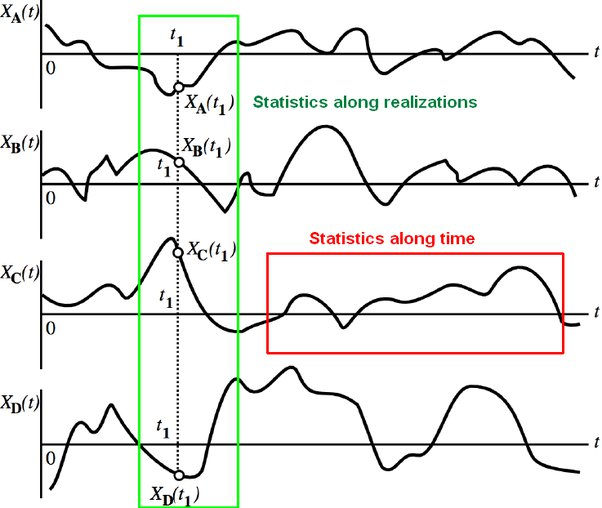 X_A(t)
t_1
t
0
X_A(t_1)
Statistics along realizations
X_B(t)
X_B(t_1)
t_1
t
0
Statistics along time
X_C(t)
X_C(t_1)
t_1
t
0
X_D(t)
t_1
t
0
X_D(t_1)